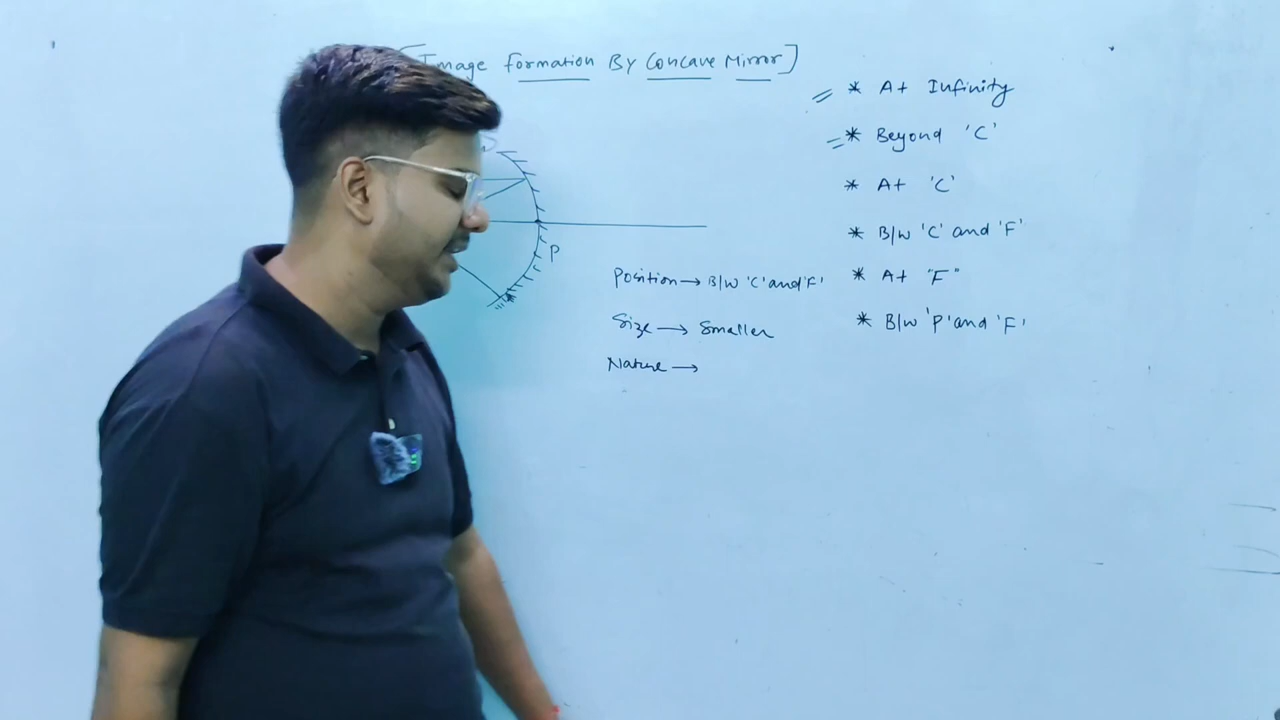 [Image formation By Concave Mirror]
* At Infinity
* Beyond 'C'
* At 'C'
* B/w 'C' and 'F'
* At "F"
* B/w 'P' and 'F'
P
Position → B/w 'C' and 'F'
Size → Smaller
Nature →